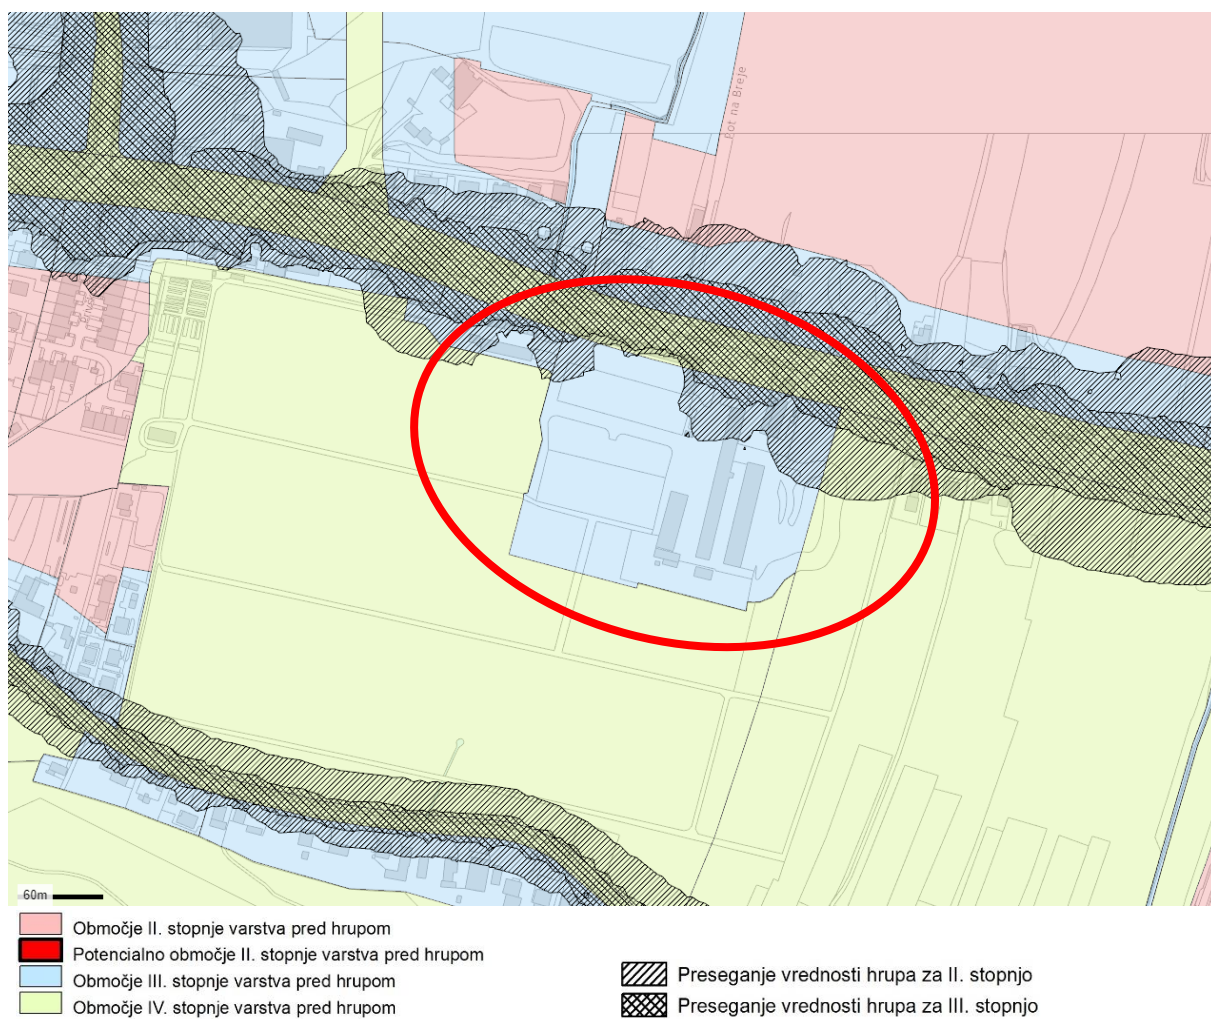 Pot na Breje
60m
Območje II. stopnje varstva pred hrupom
Potencialno območje II. stopnje varstva pred hrupom
Območje III. stopnje varstva pred hrupom
Območje IV. stopnje varstva pred hrupom
Preseganje vrednosti hrupa za II. stopnjo
Preseganje vrednosti hrupa za III. stopnjo